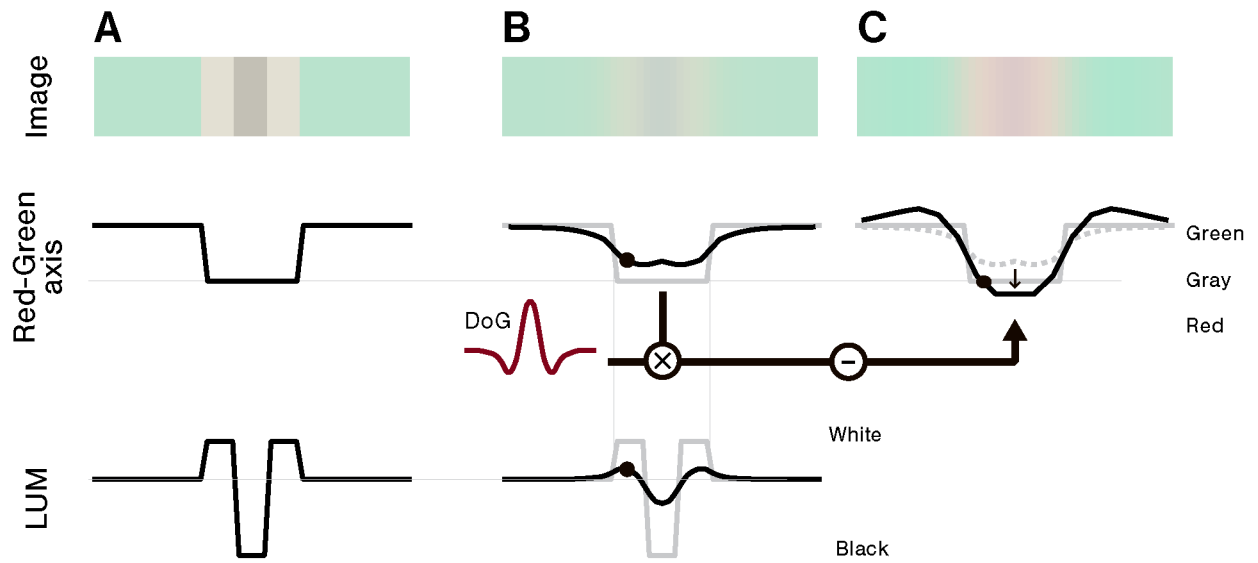 A
B
C
Image
Red-Green
axis
Green
Gray
Red
DoG
×
−
White
LUM
Black